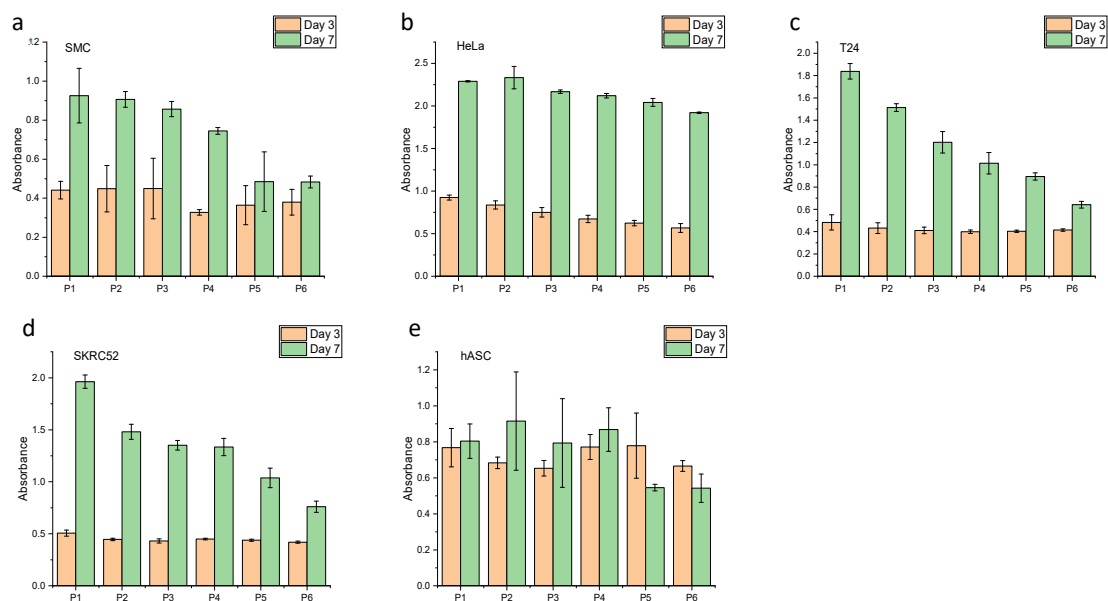 a
SMC
Day 3
Day 7
Absorbance
1.2
1.0
0.8
0.6
0.4
0.2
0.0
P1 P2 P3 P4 P5 P6
b
HeLa
Day 3
Day 7
Absorbance
2.5
2.0
1.5
1.0
0.5
0.0
P1 P2 P3 P4 P5 P6
c
T24
Day 3
Day 7
Absorbance
2.0
1.8
1.6
1.4
1.2
1.0
0.8
0.6
0.4
0.2
0.0
P1 P2 P3 P4 P5 P6
d
SKRC52
Day 3
Day 7
Absorbance
2.0
1.5
1.0
0.5
0.0
P1 P2 P3 P4 P5 P6
e
hASC
Day 3
Day 7
Absorbance
1.2
1.0
0.8
0.6
0.4
0.2
0.0
P1 P2 P3 P4 P5 P6